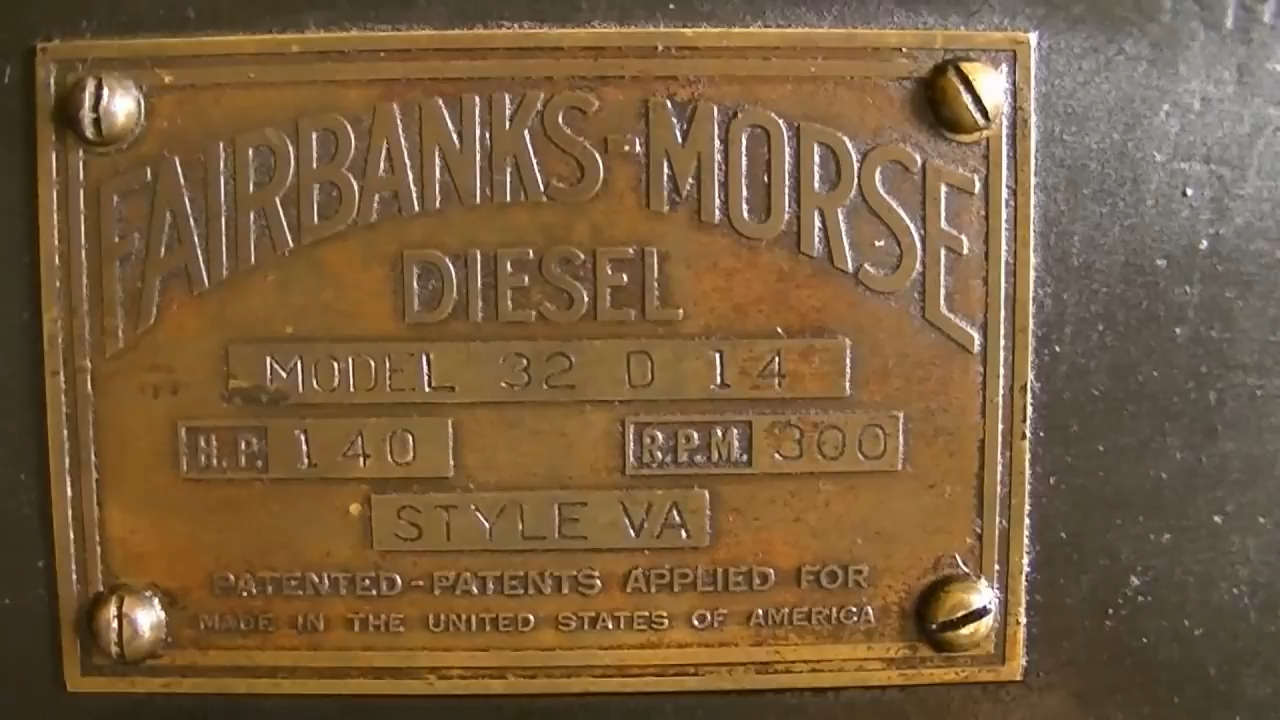 FAIRBANKS-MORSE
DIESEL
MODEL 32 D 14
H.P. 140 R.P.M. 300
STYLE VA
PATENTED-PATENTS APPLIED FOR
MADE IN THE UNITED STATES OF AMERICA